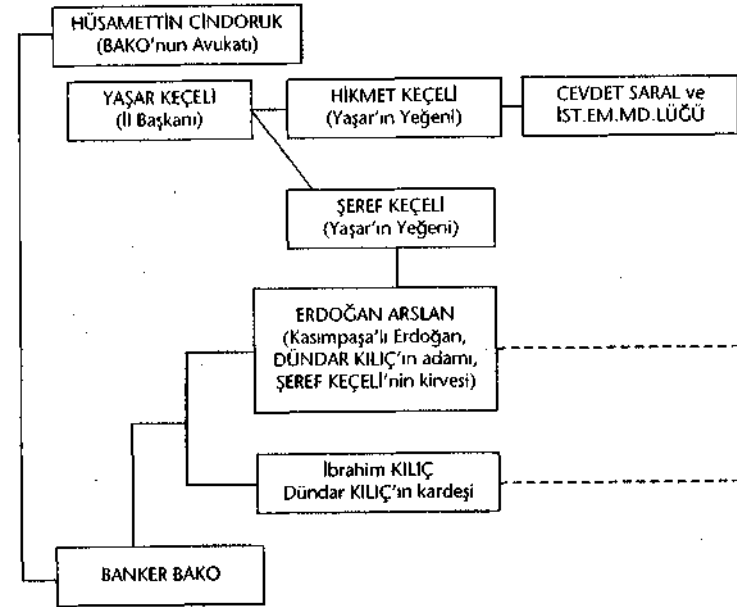 HÜSAMETTİN CİNDORUK
(BAKO'nun Avukatı)
YAŞAR KEÇELİ
(İl Başkanı)
HİKMET KEÇELİ
(Yaşar'ın Yeğeni)
CEVDET SARAL ve
İST.EM.MD.LÜĞÜ
ŞEREF KEÇELİ
(Yaşar'ın Yeğeni)
ERDOĞAN ARSLAN
(Kasımpaşa'lı Erdoğan,
DÜNDAR KILIÇ'ın adamı,
ŞEREF KEÇELİ'nin kirvesi)
İbrahim KILIÇ
Dündar KILIÇ'ın kardeşi
BANKER BAKO